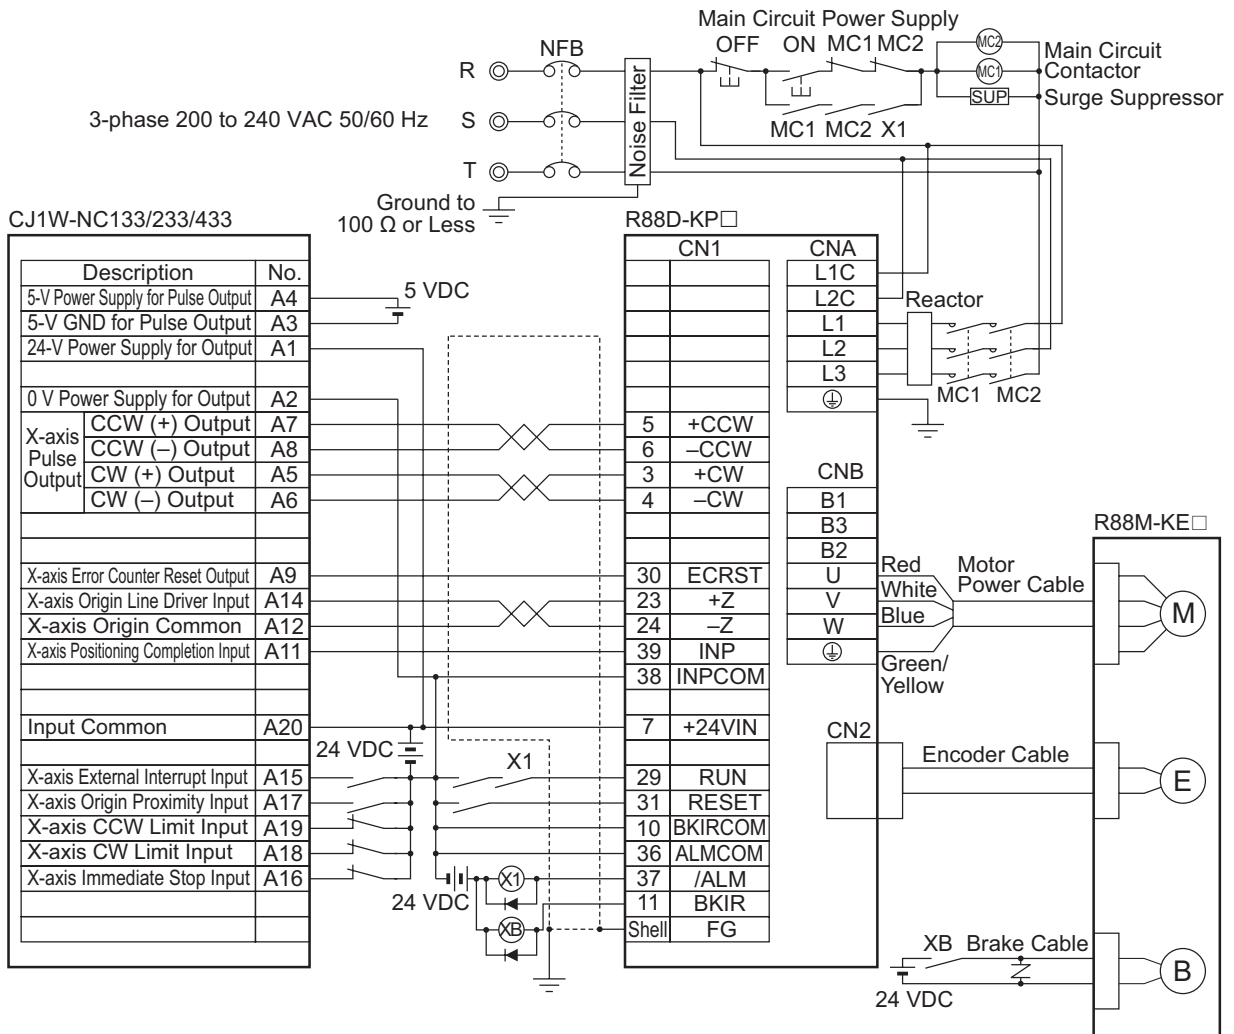 Main Circuit Power Supply
OFF ON MC1 MC2
NFB
R
S
T
3-phase 200 to 240 VAC 50/60 Hz
Noise Filter
MC2
MC1
SUP
Main Circuit
Contactor
Surge Suppressor
MC1 MC2 X1
Ground to
100 Ω or Less
CJ1W-NC133/233/433
Description No.
5-V Power Supply for Pulse Output A4
5-V GND for Pulse Output A3
24-V Power Supply for Output A1
0 V Power Supply for Output A2
X-axis
Pulse
Output
CCW (+) Output A7
CCW (–) Output A8
CW (+) Output A5
CW (–) Output A6
X-axis Error Counter Reset Output A9
X-axis Origin Line Driver Input A14
X-axis Origin Common A12
X-axis Positioning Completion Input A11
Input Common A20
X-axis External Interrupt Input A15
X-axis Origin Proximity Input A17
X-axis CCW Limit Input A19
X-axis CW Limit Input A18
X-axis Immediate Stop Input A16
5 VDC
24 VDC
X1
24 VDC
X1
XB
R88D-KP□
CN1
5 +CCW
6 –CCW
3 +CW
4 –CW
30 ECRST
23 +Z
24 –Z
39 INP
38 INPCOM
7 +24VIN
29 RUN
31 RESET
10 BKIRCOM
36 ALMCOM
37 /ALM
11 BKIR
Shell FG
CNA
L1C
L2C
L1
L2
L3
Reactor
MC1 MC2
CNB
B1
B3
B2
U
V
W
Red
White
Blue
Green/
Yellow
Motor
Power Cable
R88M-KE□
M
CN2
Encoder Cable
E
XB Brake Cable
24 VDC
B